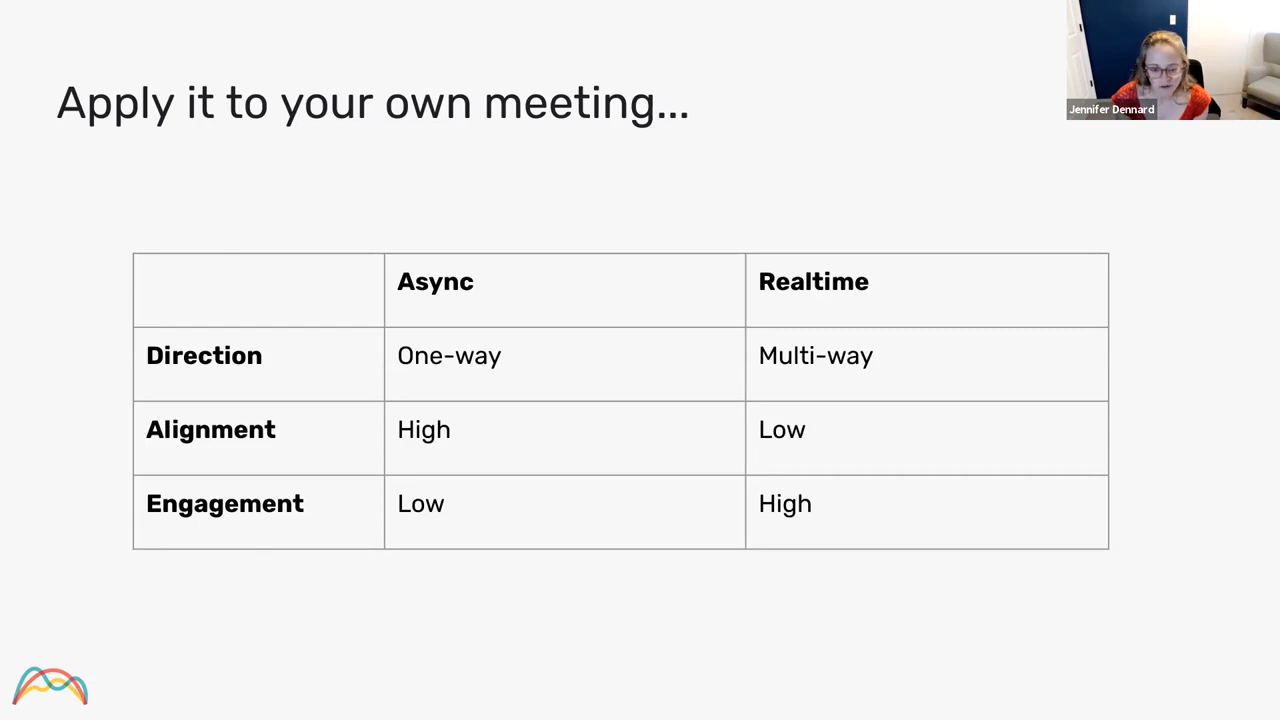 Apply it to your own meeting...
Jennifer Dennard
Async Realtime
Direction One-way Multi-way
Alignment High Low
Engagement Low High